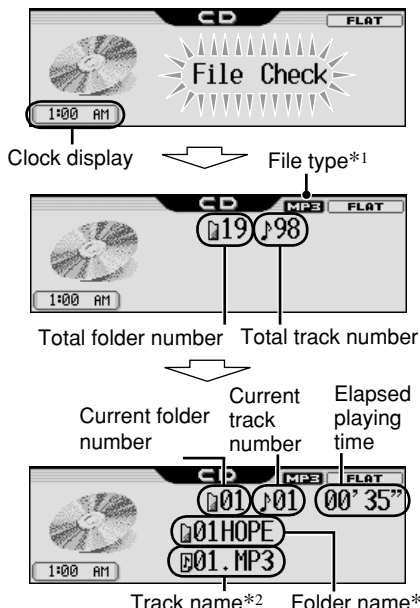 CD FLAT
File Check
1:00 AM
Clock display
File type*1
CD MP3 FLAT
19 98
1:00 AM
Total folder number Total track number
Current folder number
Current track number
Elapsed playing time
CD MP3 FLAT
01 01 00'35"
01HOPE
01.MP3
1:00 AM
Track name*2 Folder name*